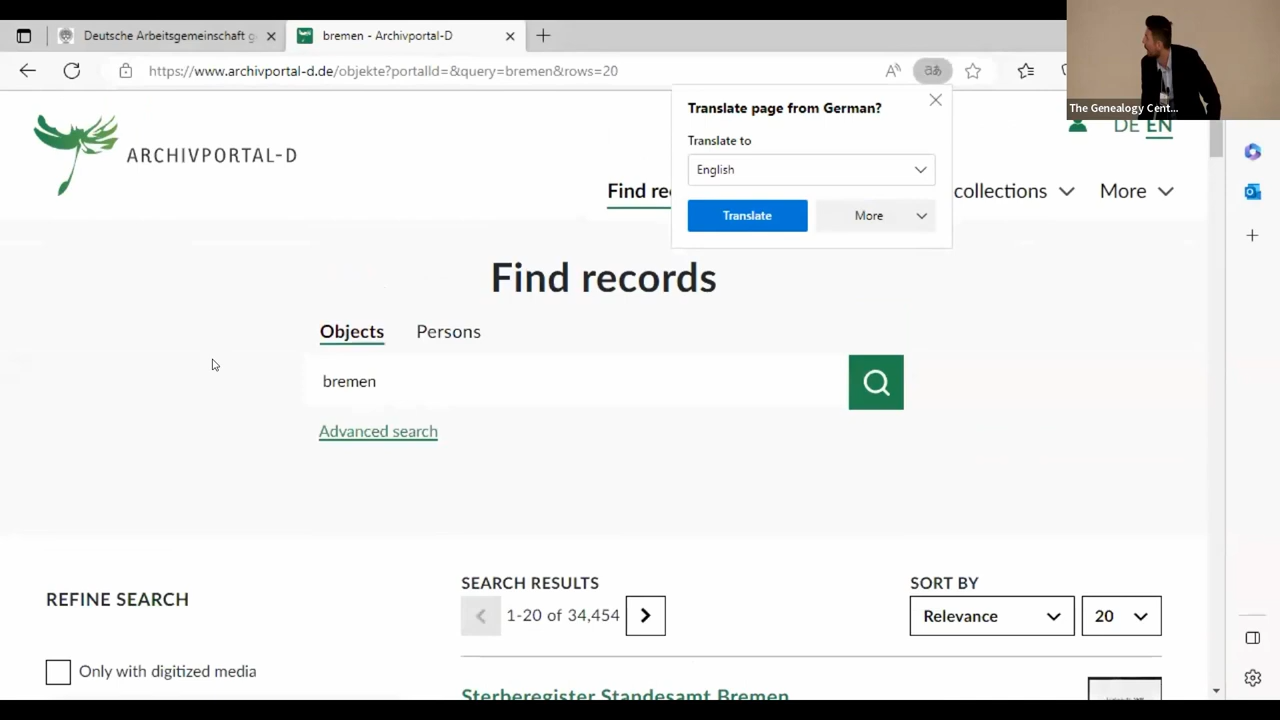 Deutsche Arbeitsgemeinschaft g
bremen - Archivportal-D
https://www.archivportal-d.de/objekte?portalId=&query=bremen&rows=20
The Genealogy Cent...
Translate page from German?
Translate to
English
Translate
More
ARCHIVPORTAL-D
DE EN
Find re
collections
More
Find records
Objects
Persons
bremen
Advanced search
REFINE SEARCH
Only with digitized media
SEARCH RESULTS
1-20 of 34,454
SORT BY
Relevance
20
Sterberegister Standesamt Bremen